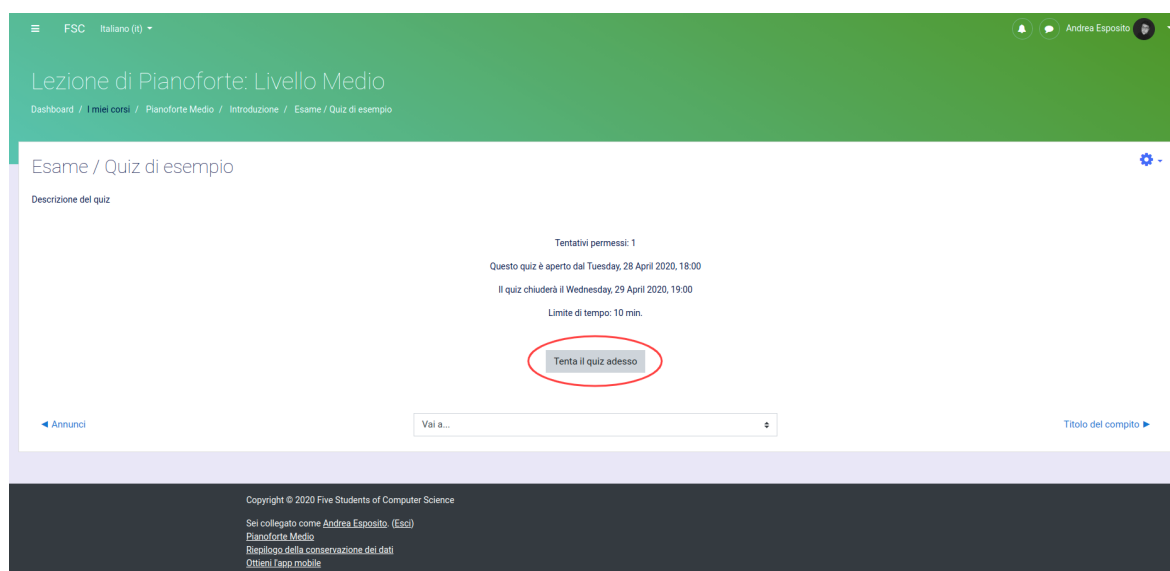 FSC Italiano (it) Andrea Esposito
Lezione di Pianoforte: Livello Medio
Dashboard / I miei corsi / Pianoforte Medio / Introduzione / Esame / Quiz di esempio
Esame / Quiz di esempio
Descrizione del quiz
Tentativi permessi: 1
Questo quiz è aperto dal Tuesday, 28 April 2020, 18:00
Il quiz chiuderà il Wednesday, 29 April 2020, 19:00
Limite di tempo: 10 min.
Tenta il quiz adesso
◄ Annunci Vai a... Titolo del compito ►
Copyright © 2020 Five Students of Computer Science
Sei collegato come Andrea Esposito. (Esci)
Pianoforte Medio
Riepilogo della conservazione dei dati
Ottieni l'app mobile